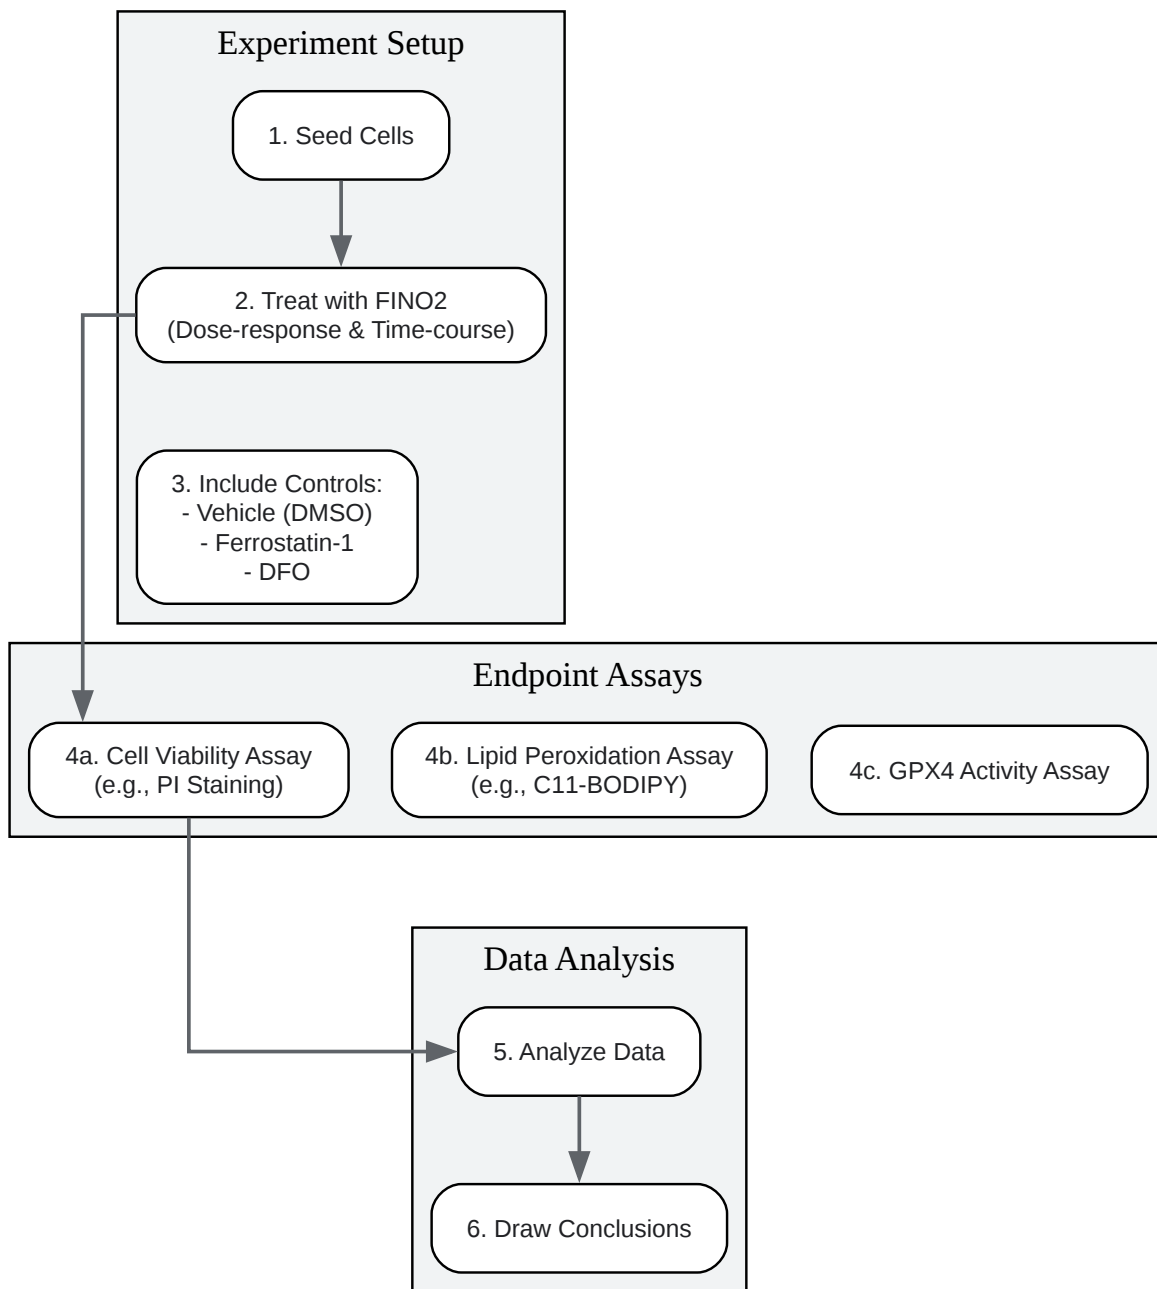 Experiment Setup
1. Seed Cells
2. Treat with FINO2
(Dose-response & Time-course)
3. Include Controls:
- Vehicle (DMSO)
- Ferrostatin-1
- DFO
Endpoint Assays
4a. Cell Viability Assay
(e.g., PI Staining)
4b. Lipid Peroxidation Assay
(e.g., C11-BODIPY)
4c. GPX4 Activity Assay
Data Analysis
5. Analyze Data
6. Draw Conclusions